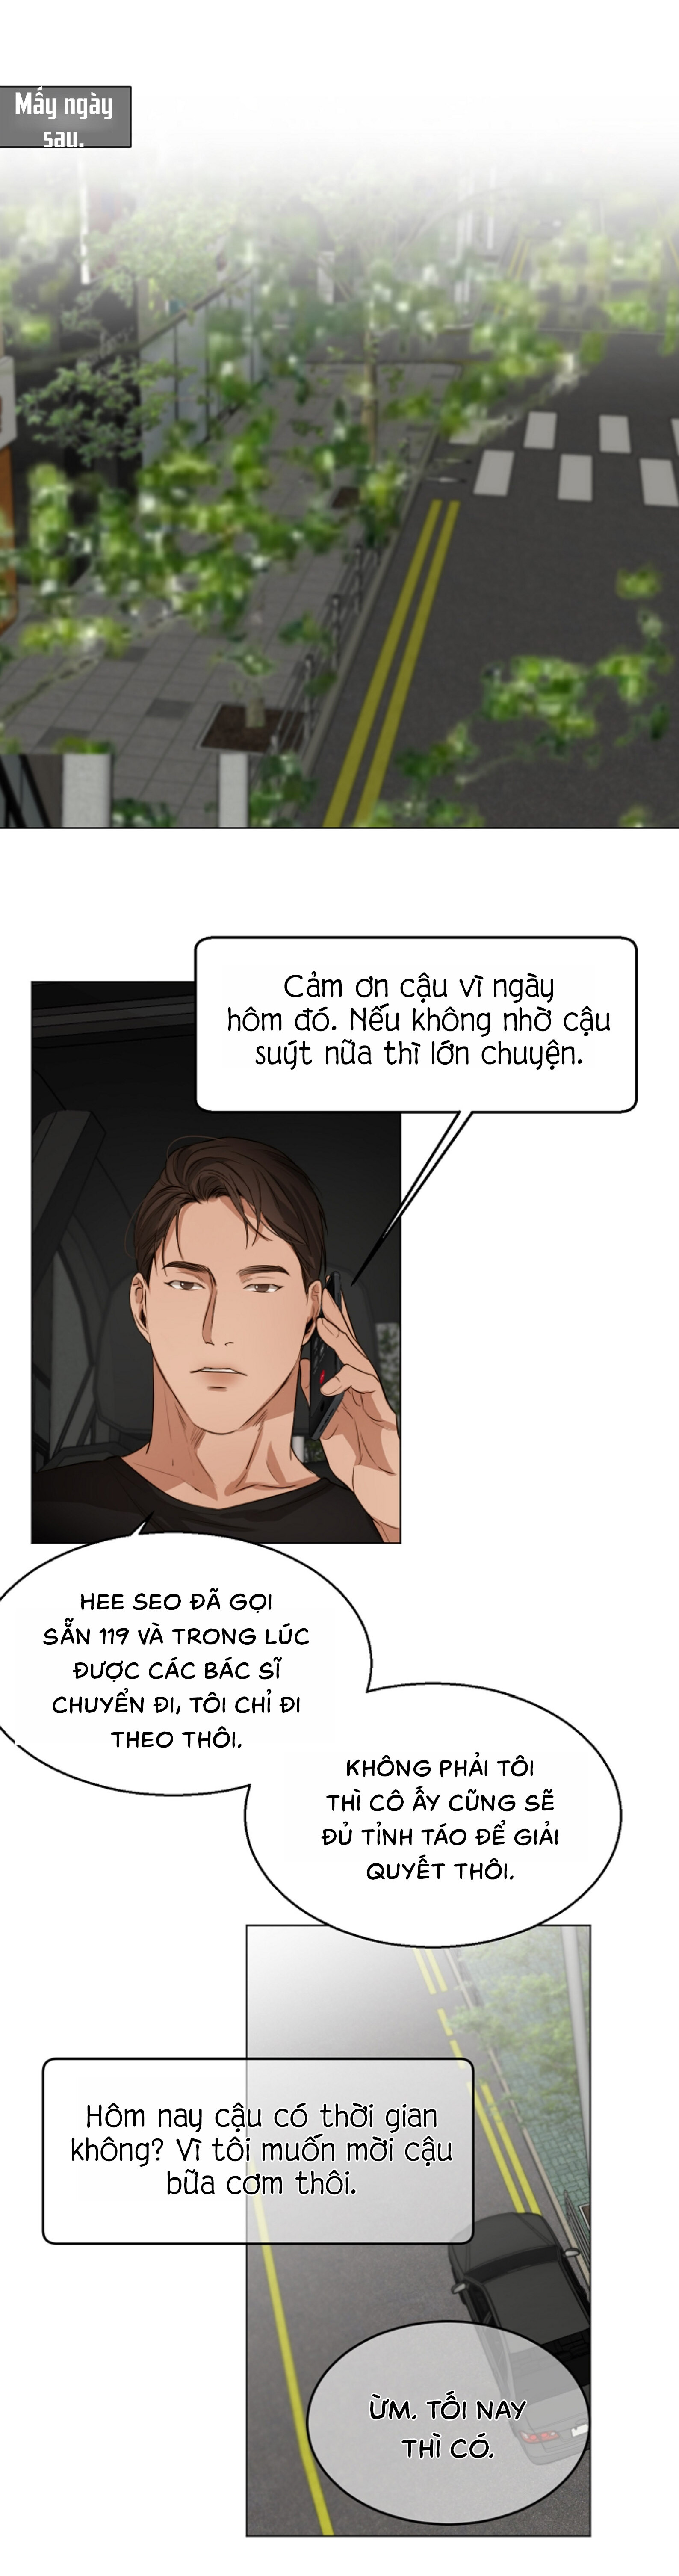 Mấy ngày
sau.
Cảm ơn cậu vì ngày
hôm đó. Nếu không nhờ cậu
suýt nữa thì lớn chuyện.
HEE SEO ĐÃ GỌI
SẴN 119 VÀ TRONG LÚC
ĐƯỢC CÁC BÁC SĨ
CHUYỂN ĐI, TÔI CHỈ ĐI
THEO THÔI.
KHÔNG PHẢI TÔI
THÌ CÔ ẤY CŨNG SẼ
ĐỦ TỈNH TÁO ĐỂ GIẢI
QUYẾT THÔI.
Hôm nay cậu có thời gian
không? Vì tôi muốn mời cậu
bữa cơm thôi.
ỪM. TỐI NAY
THÌ CÓ.